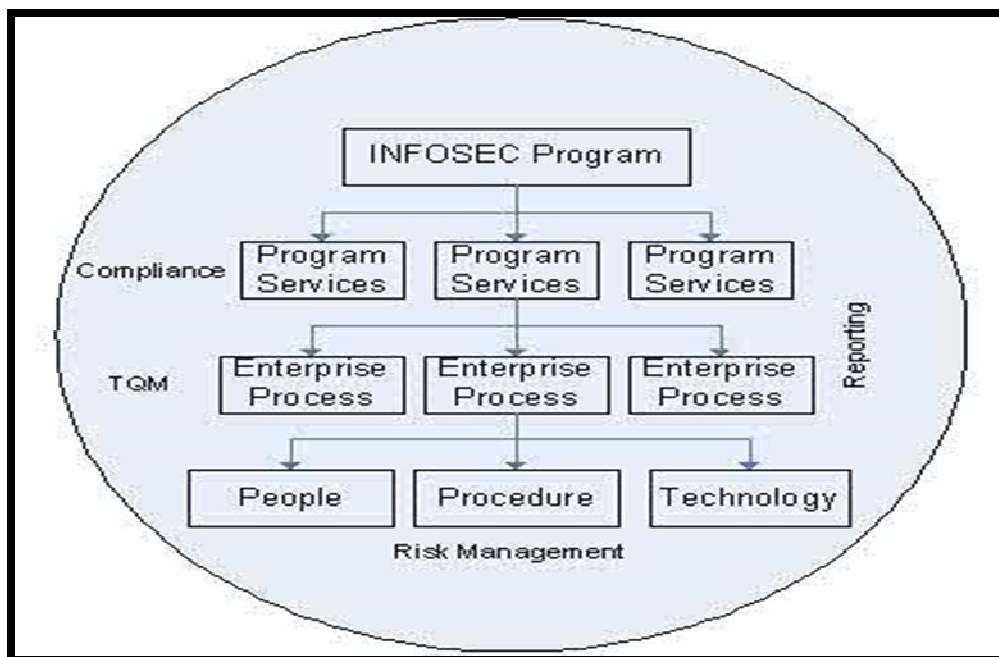 INFOSEC Program
Program
Services
Program
Services
Program
Services
Compliance
Enterprise
Process
Enterprise
Process
Enterprise
Process
TQM
Reporting
People
Procedure
Technology
Risk Management